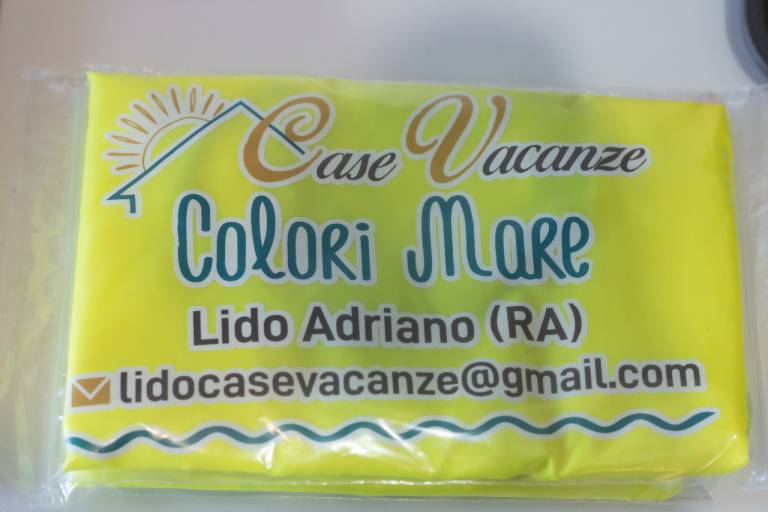 Case Vacanze
Colori Mare
Lido Adriano (RA)
lidocasevacanze@gmail.com